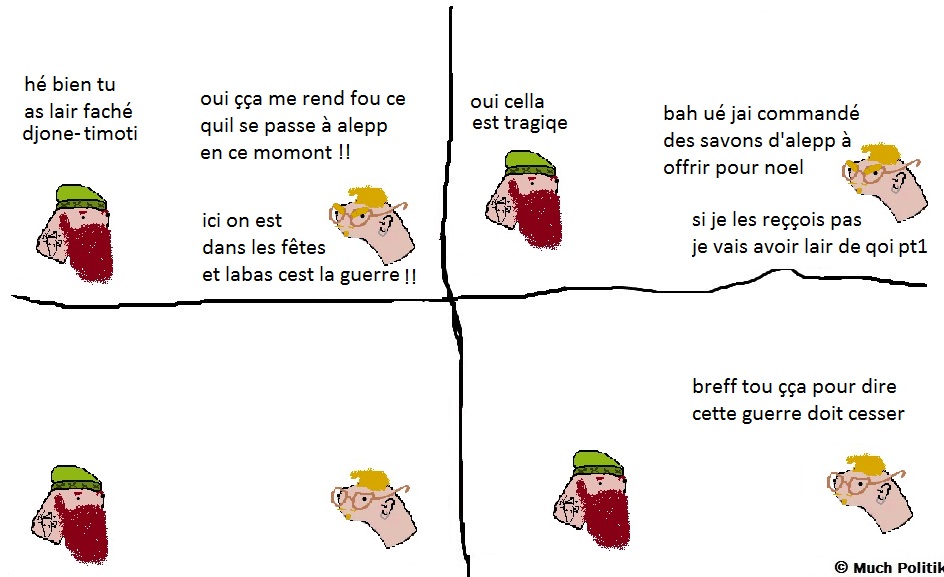 hé bien tu
as lair faché
djone-timoti
oui çça me rend fou ce
quil se passe à alepp
en ce momont !!
ici on est
dans les fêtes
et labas cest la guerre !!
oui cella
est tragiqe
bah ué jai commandé
des savons d'alepp à
offrir pour noel
si je les reççois pas
je vais avoir lair de qoi pt1
breff tou çça pour dire
cette guerre doit cesser
© Much Politik